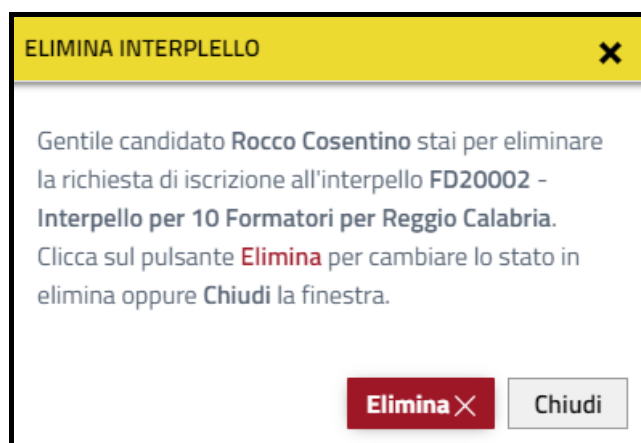 ELIMINA INTERPLELLO
Gentile candidato Rocco Cosentino stai per eliminare
la richiesta di iscrizione all'interpello FD20002 -
Interpello per 10 Formatori per Reggio Calabria.
Clicca sul pulsante Elimina per cambiare lo stato in
elimina oppure Chiudi la finestra.
Elimina
Chiudi